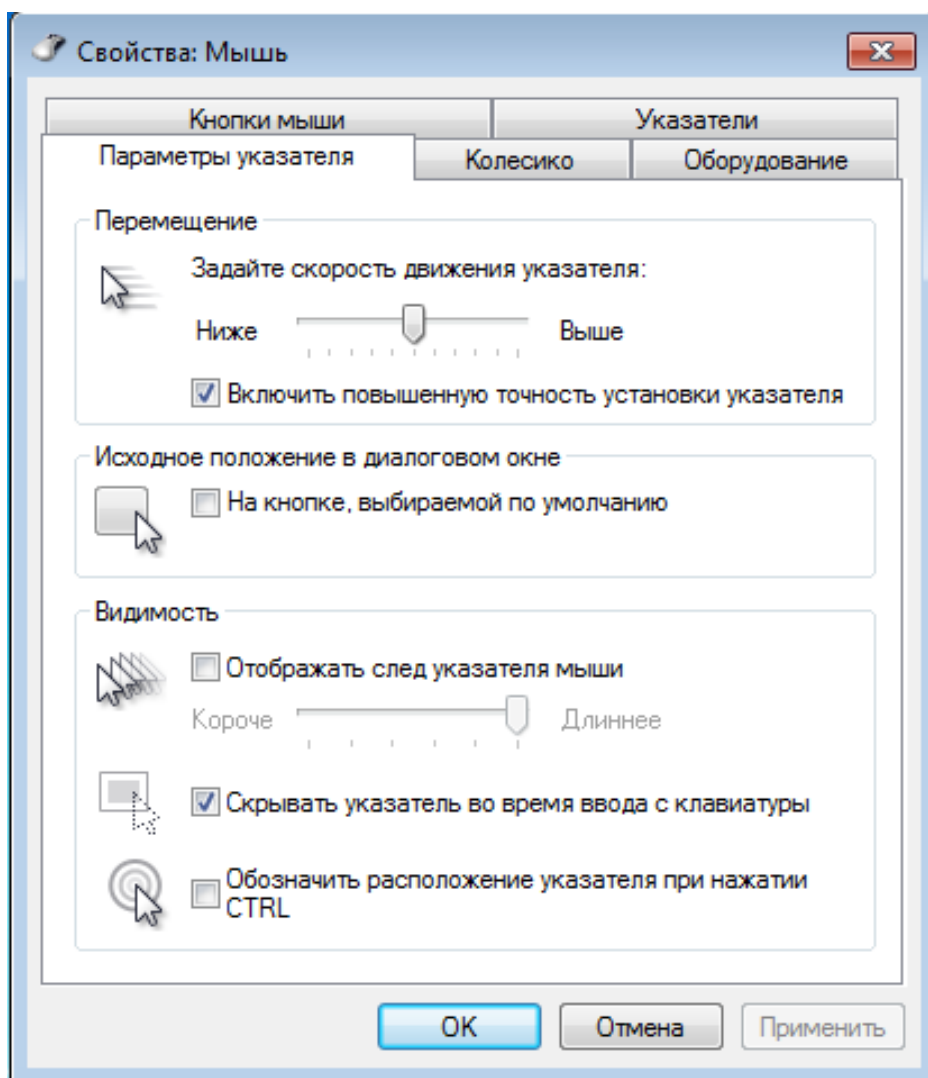 Свойства: Мышь
Кнопки мыши
Указатели
Параметры указателя
Колесико
Оборудование
Перемещение
Задайте скорость движения указателя:
Ниже
Выше
Включить повышенную точность установки указателя
Исходное положение в диалоговом окне
На кнопке, выбираемой по умолчанию
Видимость
Отображать след указателя мыши
Короче
Длиннее
Скрывать указатель во время ввода с клавиатуры
Обозначить расположение указателя при нажатии
CTRL
ОК
Отмена
Применить